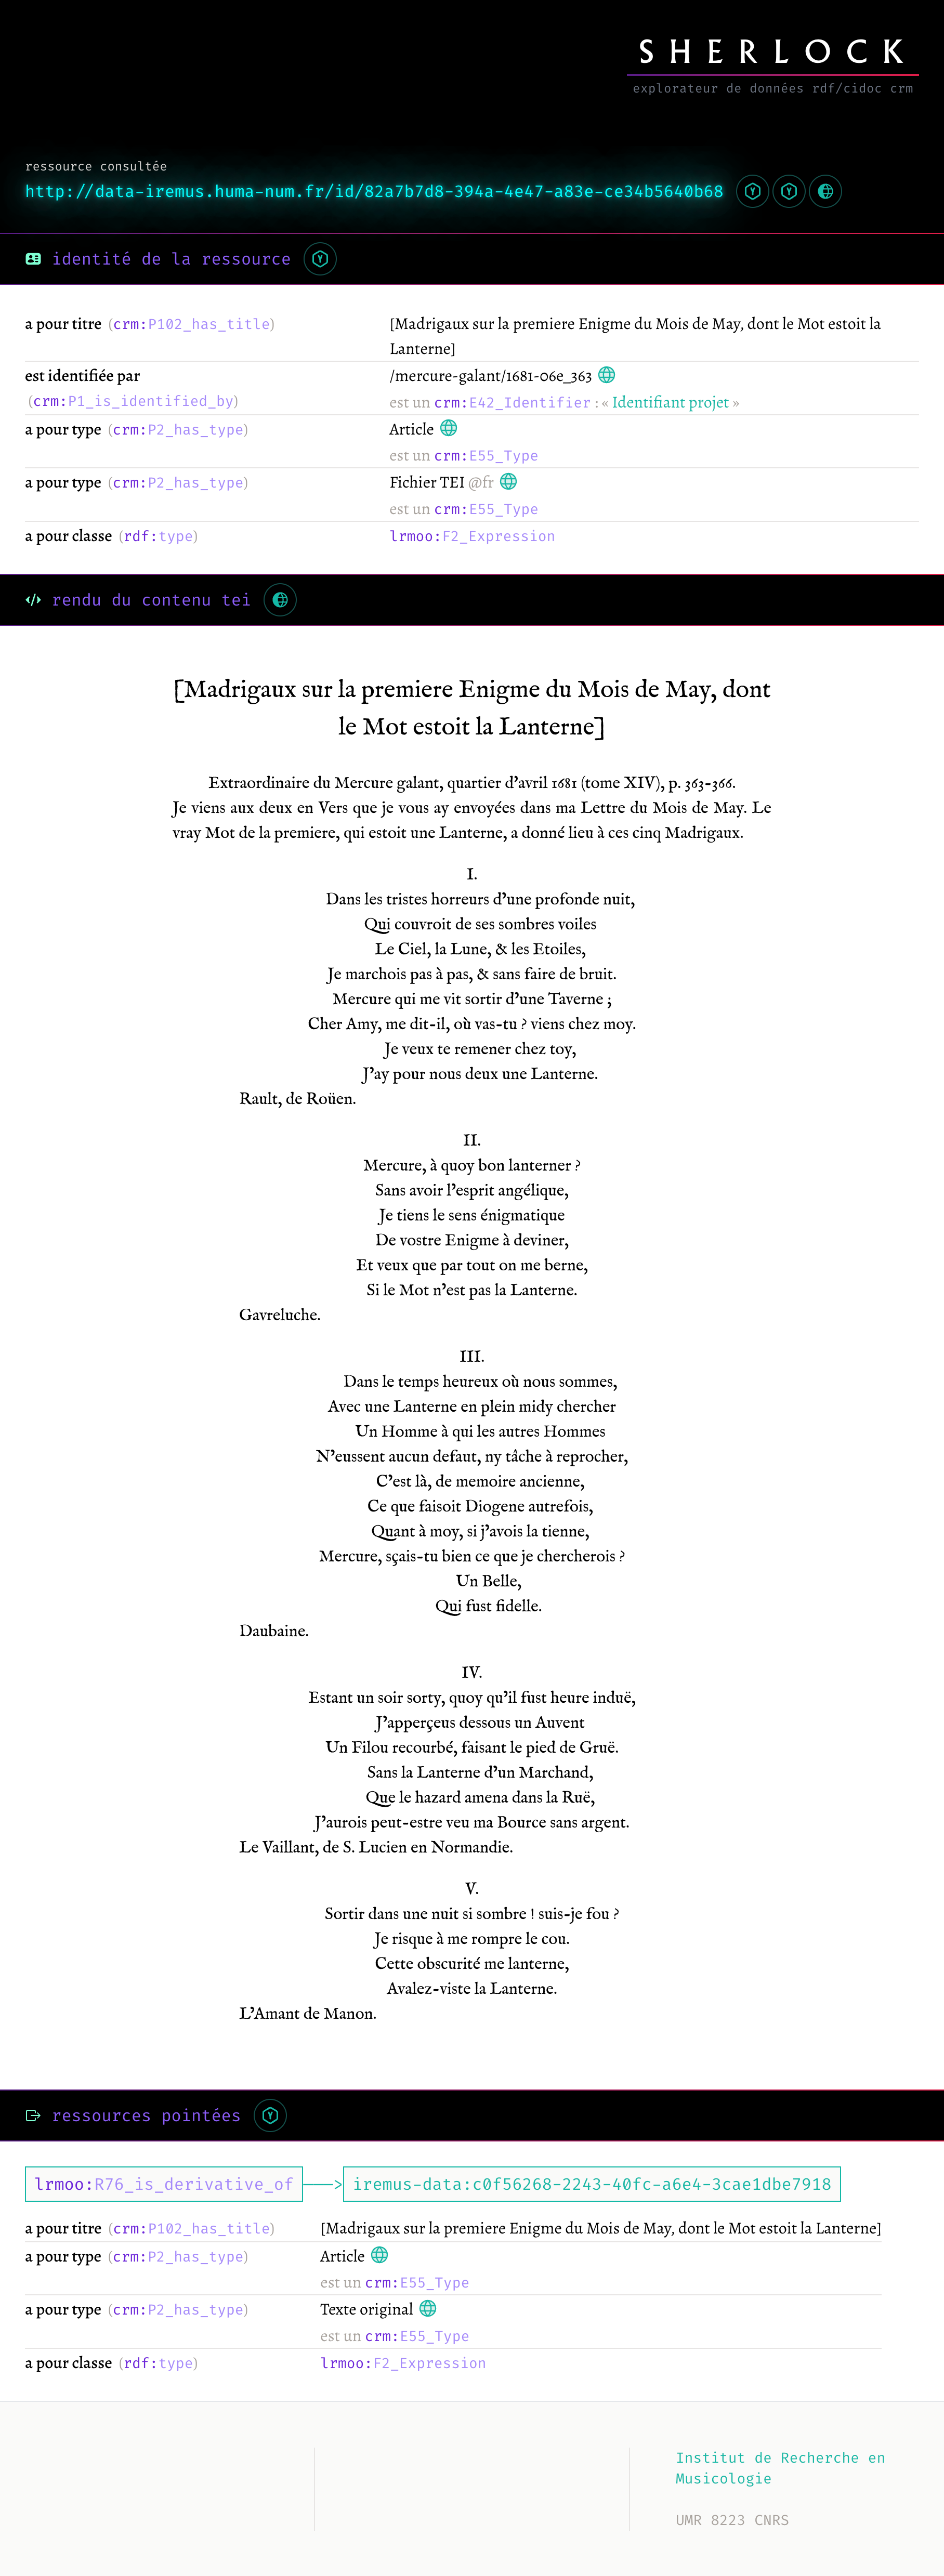 SHERLOCK
explorateur de données rdf/cidoc crm
ressource consultée
http://data-iremus.huma-num.fr/id/82a7b7d8-394a-4e47-a83e-ce34b5640b68
identité de la ressource
a pour titre (crm:P102_has_title)
[Madrigaux sur la premiere Enigme du Mois de May, dont le Mot estoit la
Lanterne]
est identifiée par
(crm:P1_is_identified_by)
/mercure-galant/1681-06e_363
est un crm:E42_Identifier : « Identifiant projet »
a pour type (crm:P2_has_type)
Article
est un crm:E55_Type
a pour type (crm:P2_has_type)
Fichier TEI @fr
est un crm:E55_Type
a pour classe (rdf:type)
lrmoo:F2_Expression
rendu du contenu tei
[Madrigaux sur la premiere Enigme du Mois de May, dont
le Mot estoit la Lanterne]
Extraordinaire du Mercure galant, quartier d'avril 1681 (tome XIV), p. 363-366.
Je viens aux deux en Vers que je vous ay envoyées dans ma Lettre du Mois de May. Le
vray Mot de la premiere, qui estoit une Lanterne, a donné lieu à ces cinq Madrigaux.
I.
Dans les tristes horreurs d'une profonde nuit,
Qui couvroit de ses sombres voiles
Le Ciel, la Lune, & les Etoiles,
Je marchois pas à pas, & sans faire de bruit.
Mercure qui me vit sortir d'une Taverne ;
Cher Amy, me dit-il, où vas-tu ? viens chez moy.
Je veux te remener chez toy,
J'ay pour nous deux une Lanterne.
Rault, de Roüen.
II.
Mercure, à quoy bon lanterner ?
Sans avoir l'esprit angélique,
Je tiens le sens énigmatique
De vostre Enigme à deviner,
Et veux que par tout on me berne,
Si le Mot n'est pas la Lanterne.
Gavreluche.
III.
Dans le temps heureux où nous sommes,
Avec une Lanterne en plein midy chercher
Un Homme à qui les autres Hommes
N'eussent aucun defaut, ny tâche à reprocher,
C'est là, de memoire ancienne,
Ce que faisoit Diogene autrefois,
Quant à moy, si j'avois la tienne,
Mercure, sçais-tu bien ce que je chercherois ?
Un Belle,
Qui fust fidelle.
Daubaine.
IV.
Estant un soir sorty, quoy qu'il fust heure induë,
J'apperçeus dessous un Auvent
Un Filou recourbé, faisant le pied de Gruë.
Sans la Lanterne d'un Marchand,
Que le hazard amena dans la Ruë,
J'aurois peut-estre veu ma Bource sans argent.
Le Vaillant, de S. Lucien en Normandie.
V.
Sortir dans une nuit si sombre ! suis-je fou ?
Je risque à me rompre le cou.
Cette obscurité me lanterne,
Avalez-viste la Lanterne.
L'Amant de Manon.
ressources pointées
lrmoo:R76_is_derivative_of
iremus-data:c0f56268-2243-40fc-a6e4-3cae1dbe7918
a pour titre (crm:P102_has_title)
[Madrigaux sur la premiere Enigme du Mois de May, dont le Mot estoit la Lanterne]
a pour type (crm:P2_has_type)
Article
est un crm:E55_Type
a pour type (crm:P2_has_type)
Texte original
est un crm:E55_Type
a pour classe (rdf:type)
lrmoo:F2_Expression
Institut de Recherche en
Musicologie
UMR 8223 CNRS